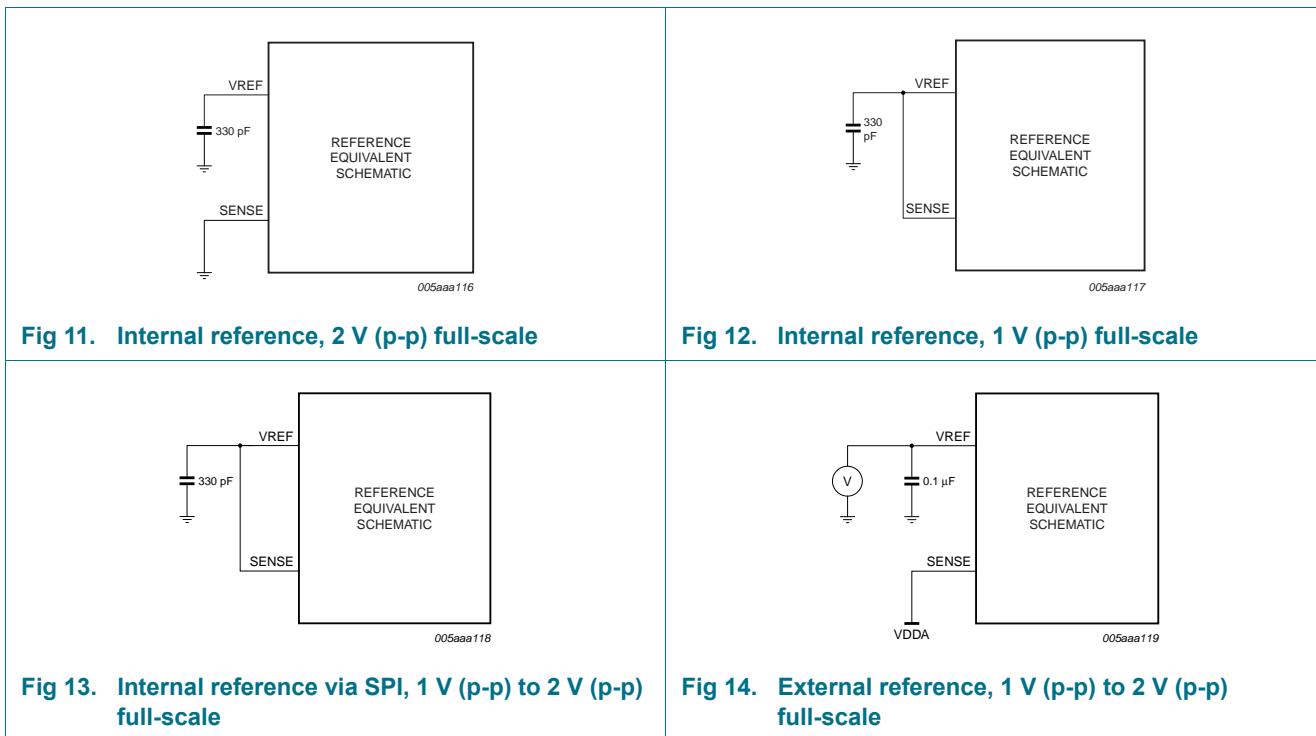 VREF
330 pF
REFERENCE
EQUIVALENT
SCHEMATIC
SENSE
005aaa116
Fig 11. Internal reference, 2 V (p-p) full-scale
VREF
330
pF
REFERENCE
EQUIVALENT
SCHEMATIC
SENSE
005aaa117
Fig 12. Internal reference, 1 V (p-p) full-scale
VREF
330 pF
REFERENCE
EQUIVALENT
SCHEMATIC
SENSE
005aaa118
Fig 13. Internal reference via SPI, 1 V (p-p) to 2 V (p-p)
full-scale
VREF
V
0.1 μF
REFERENCE
EQUIVALENT
SCHEMATIC
SENSE
VDDA
005aaa119
Fig 14. External reference, 1 V (p-p) to 2 V (p-p)
full-scale